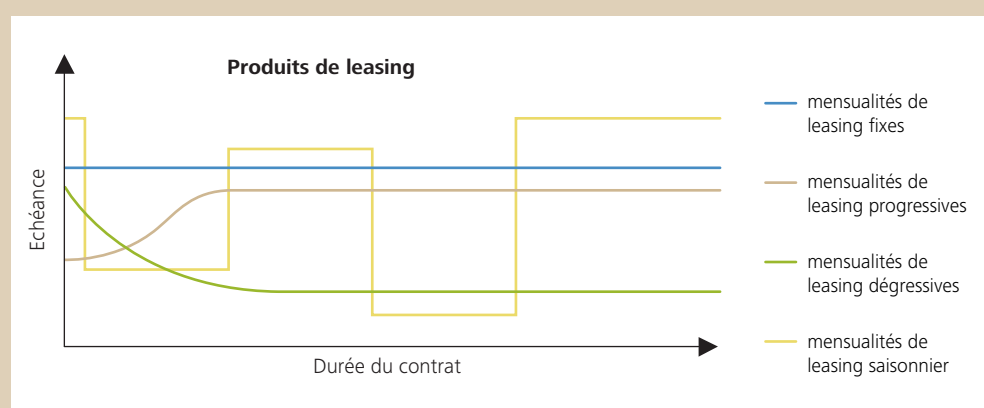 Produits de leasing
Echéance
Durée du contrat
mensualités de
leasing fixes
mensualités de
leasing progressives
mensualités de
leasing dégressives
mensualités de
leasing saisonnier